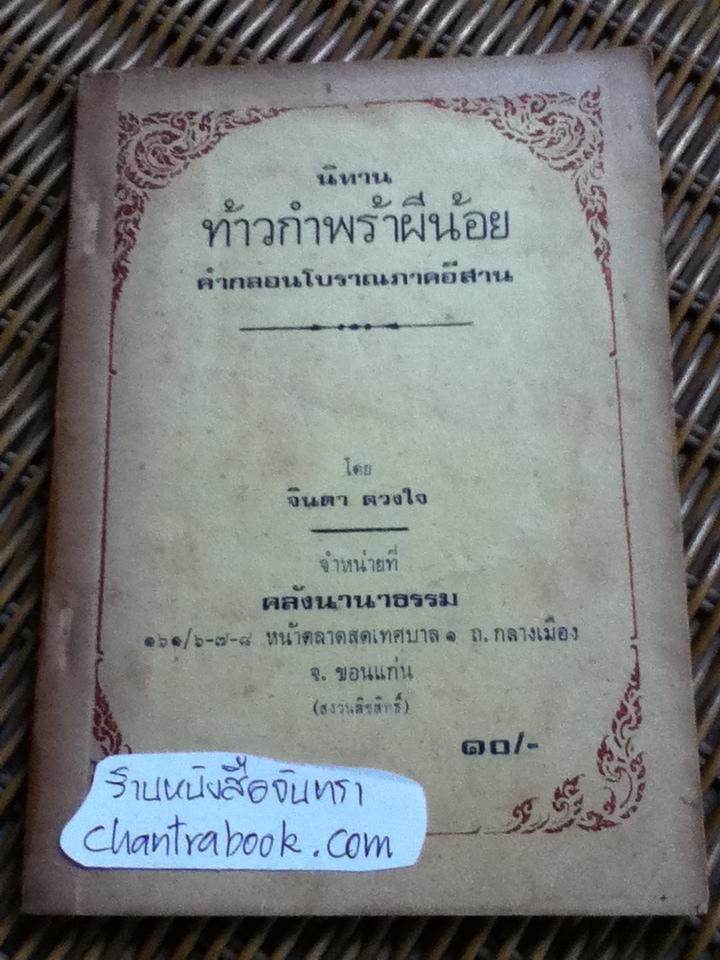 นิทาน
ท้าวกำพร้าผีน้อย
คำกลอนโบราณภาคอีสาน
โดย
จินดา ดวงใจ
จำหน่ายที่
คลังนานาธรรม
๑๖๑/๖-๗-๘ หน้าตลาดสดเทศบาล ๑ ถ. กลางเมือง
จ. ขอนแก่น
(สงวนลิขสิทธิ์)
๑๐/-
ร้านหนังสือจันทรา
chantrabook.com